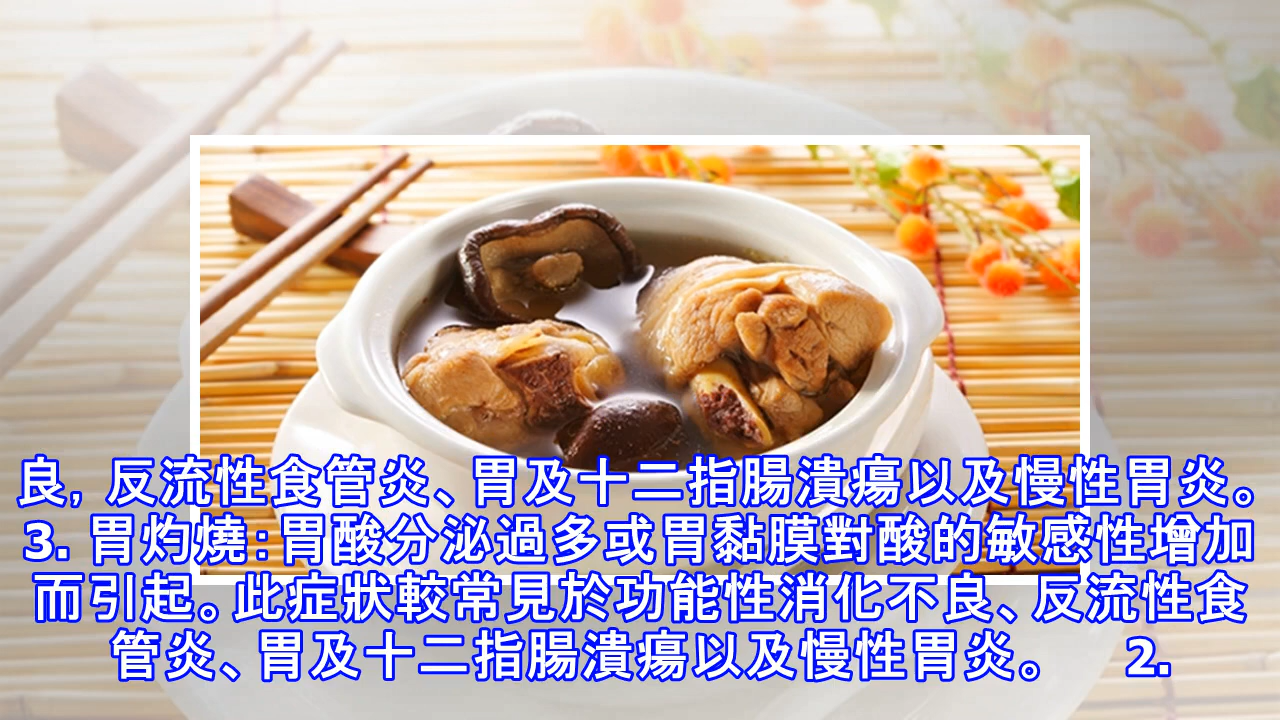 良, 反流性食管炎、胃及十二指腸潰瘍以及慢性胃炎。
3. 胃灼燒:胃酸分泌過多或胃黏膜對酸的敏感性增加
而引起。此症狀較常見於功能性消化不良、反流性食
管炎、胃及十二指腸潰瘍以及慢性胃炎。 2.